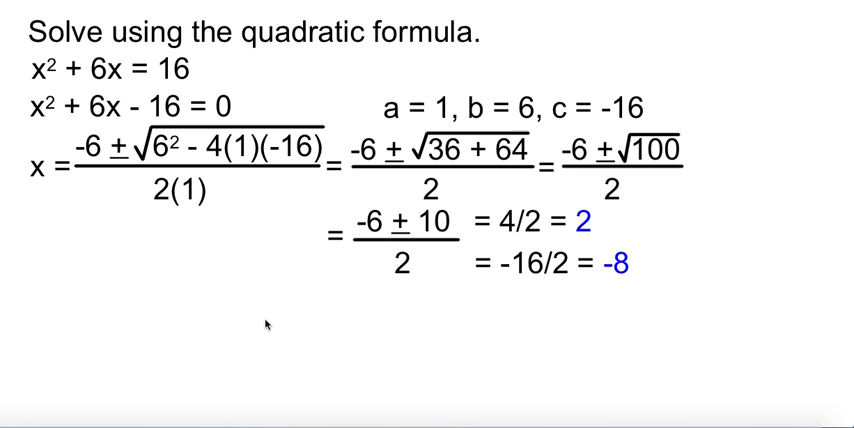 Solve using the quadratic formula.
x² + 6x = 16
x² + 6x - 16 = 0 a = 1, b = 6, c = -16
x = (-6 ± √(6² - 4(1)(-16)))/(2(1)) = (-6 ± √(36 + 64))/2 = (-6 ± √100)/2
= (-6 ± 10)/2 = 4/2 = 2
= -16/2 = -8